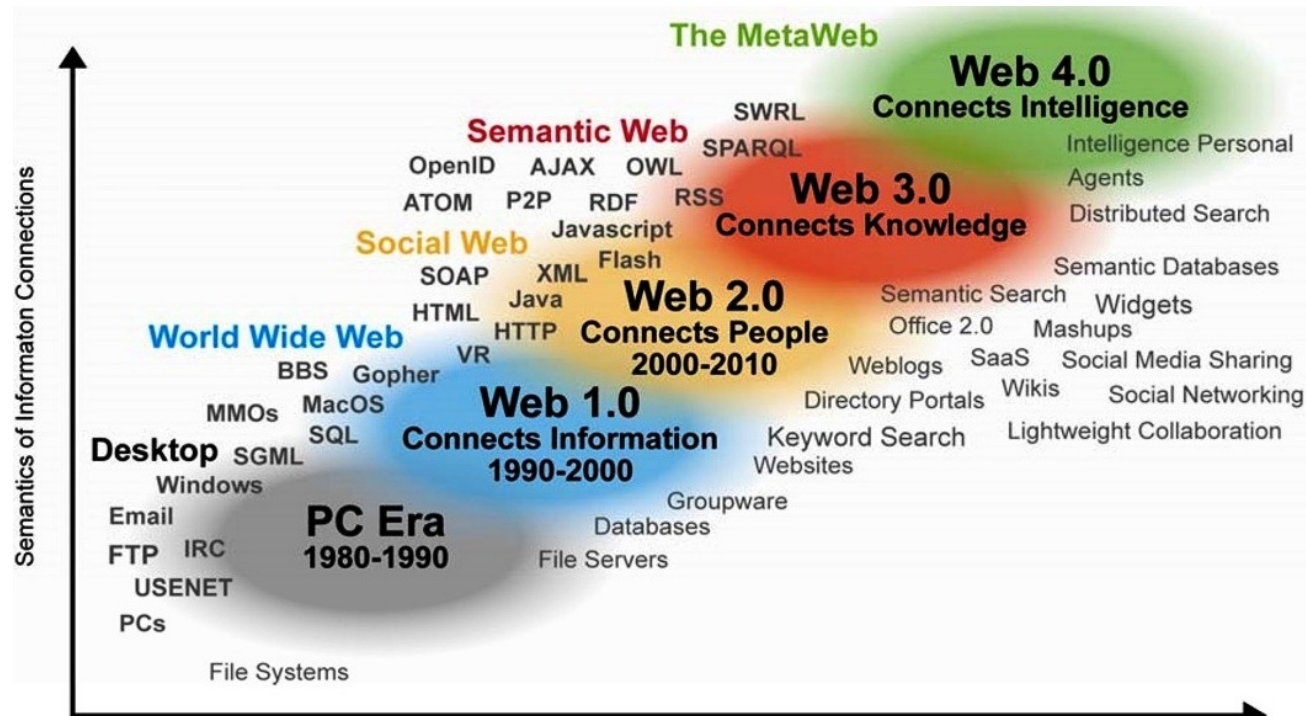 The MetaWeb
Web 4.0
Connects Intelligence
SWRL
Semantic Web
SPARQL
Intelligence Personal
Agents
OpenID AJAX OWL
Web 3.0
Connects Knowledge
ATOM P2P RDF RSS
Distributed Search
Javascript
Social Web
Flash
Semantic Databases
SOAP XML
Web 2.0
Connects People
2000-2010
Semantic Search
Widgets
Java
HTML
HTTP
Office 2.0
Mashups
World Wide Web
VR
Weblogs
SaaS
Social Media Sharing
BBS Gopher
Web 1.0
Connects Information
1990-2000
Directory Portals
Wikis
Social Networking
MMOs
MacOS
SQL
Keyword Search
Lightweight Collaboration
Desktop
SGML
Websites
Windows
PC Era
1980-1990
Groupware
Email
Databases
FTP
IRC
File Servers
USENET
PCs
File Systems
Semantics of Informaton Connections